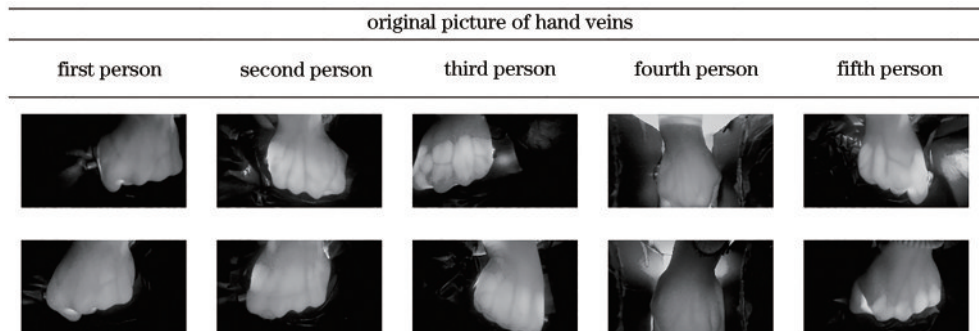 original picture of hand veins
first person second person third person fourth person fifth person